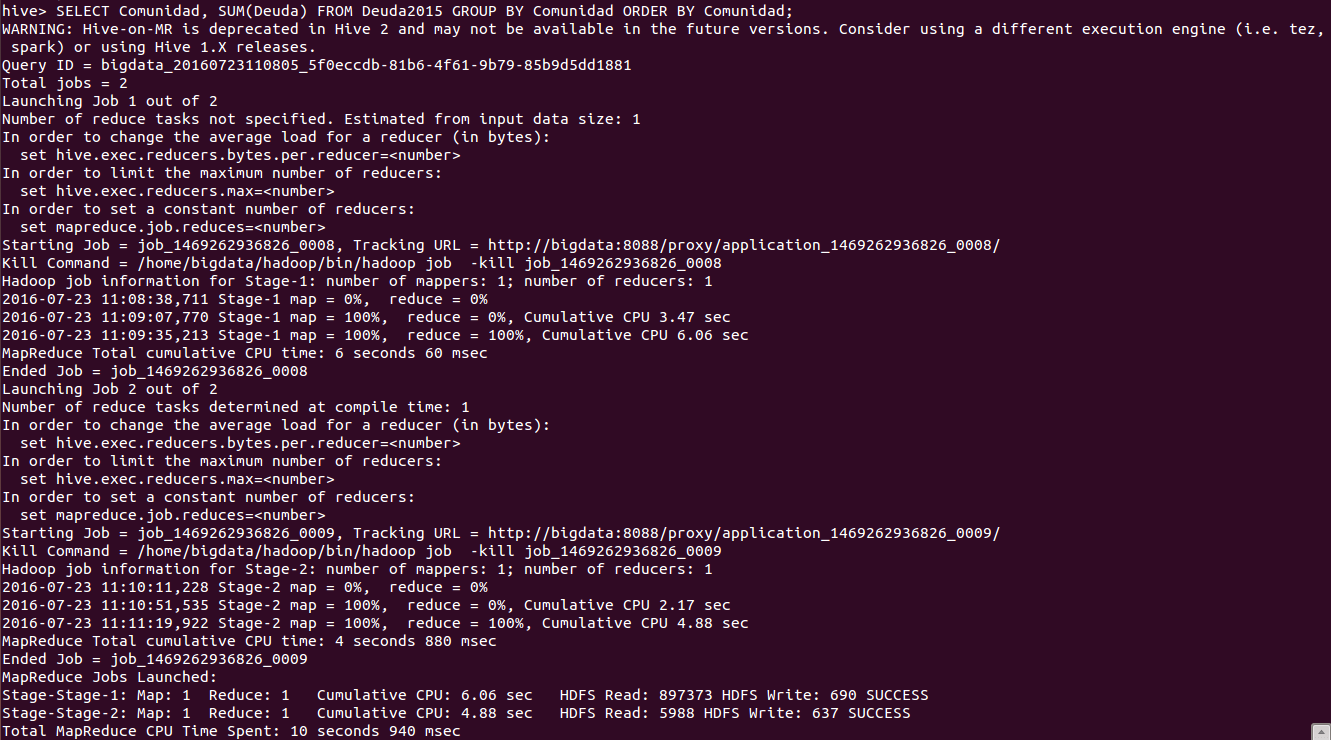 hive> SELECT Comunidad, SUM(Deuda) FROM Deuda2015 GROUP BY Comunidad ORDER BY Comunidad;
WARNING: Hive-on-MR is deprecated in Hive 2 and may not be available in the future versions. Consider using a different execution engine (i.e. tez,
 spark) or using Hive 1.X releases.
Query ID = bigdata_20160723110805_5f0eccdb-81b6-4f61-9b79-85b9d5dd1881
Total jobs = 2
Launching Job 1 out of 2
Number of reduce tasks not specified. Estimated from input data size: 1
In order to change the average load for a reducer (in bytes):
  set hive.exec.reducers.bytes.per.reducer=<number>
In order to limit the maximum number of reducers:
  set hive.exec.reducers.max=<number>
In order to set a constant number of reducers:
  set mapreduce.job.reduces=<number>
Starting Job = job_1469262936826_0008, Tracking URL = http://bigdata:8088/proxy/application_1469262936826_0008/
Kill Command = /home/bigdata/hadoop/bin/hadoop job  -kill job_1469262936826_0008
Hadoop job information for Stage-1: number of mappers: 1; number of reducers: 1
2016-07-23 11:08:38,711 Stage-1 map = 0%,  reduce = 0%
2016-07-23 11:09:07,770 Stage-1 map = 100%,  reduce = 0%, Cumulative CPU 3.47 sec
2016-07-23 11:09:35,213 Stage-1 map = 100%,  reduce = 100%, Cumulative CPU 6.06 sec
MapReduce Total cumulative CPU time: 6 seconds 60 msec
Ended Job = job_1469262936826_0008
Launching Job 2 out of 2
Number of reduce tasks determined at compile time: 1
In order to change the average load for a reducer (in bytes):
  set hive.exec.reducers.bytes.per.reducer=<number>
In order to limit the maximum number of reducers:
  set hive.exec.reducers.max=<number>
In order to set a constant number of reducers:
  set mapreduce.job.reduces=<number>
Starting Job = job_1469262936826_0009, Tracking URL = http://bigdata:8088/proxy/application_1469262936826_0009/
Kill Command = /home/bigdata/hadoop/bin/hadoop job  -kill job_1469262936826_0009
Hadoop job information for Stage-2: number of mappers: 1; number of reducers: 1
2016-07-23 11:10:11,228 Stage-2 map = 0%,  reduce = 0%
2016-07-23 11:10:51,535 Stage-2 map = 100%,  reduce = 0%, Cumulative CPU 2.17 sec
2016-07-23 11:11:19,922 Stage-2 map = 100%,  reduce = 100%, Cumulative CPU 4.88 sec
MapReduce Total cumulative CPU time: 4 seconds 880 msec
Ended Job = job_1469262936826_0009
MapReduce Jobs Launched:
Stage-Stage-1: Map: 1  Reduce: 1   Cumulative CPU: 6.06 sec   HDFS Read: 897373 HDFS Write: 690 SUCCESS
Stage-Stage-2: Map: 1  Reduce: 1   Cumulative CPU: 4.88 sec   HDFS Read: 5988 HDFS Write: 637 SUCCESS
Total MapReduce CPU Time Spent: 10 seconds 940 msec